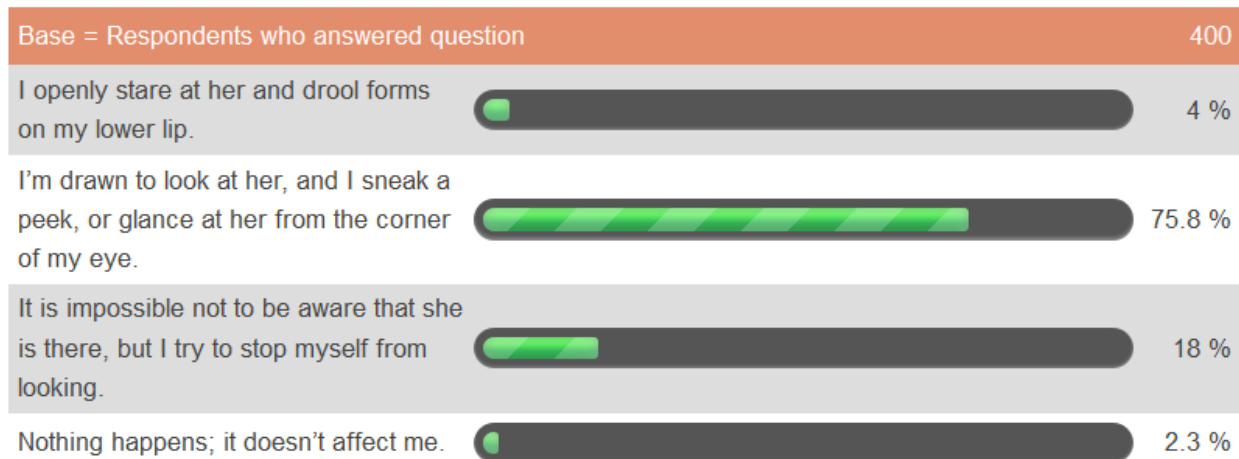 Base = Respondents who answered question 400
I openly stare at her and drool forms
on my lower lip.
4 %
I’m drawn to look at her, and I sneak a
peek, or glance at her from the corner
of my eye.
75.8 %
It is impossible not to be aware that she
is there, but I try to stop myself from
looking.
18 %
Nothing happens; it doesn’t affect me. 2.3 %